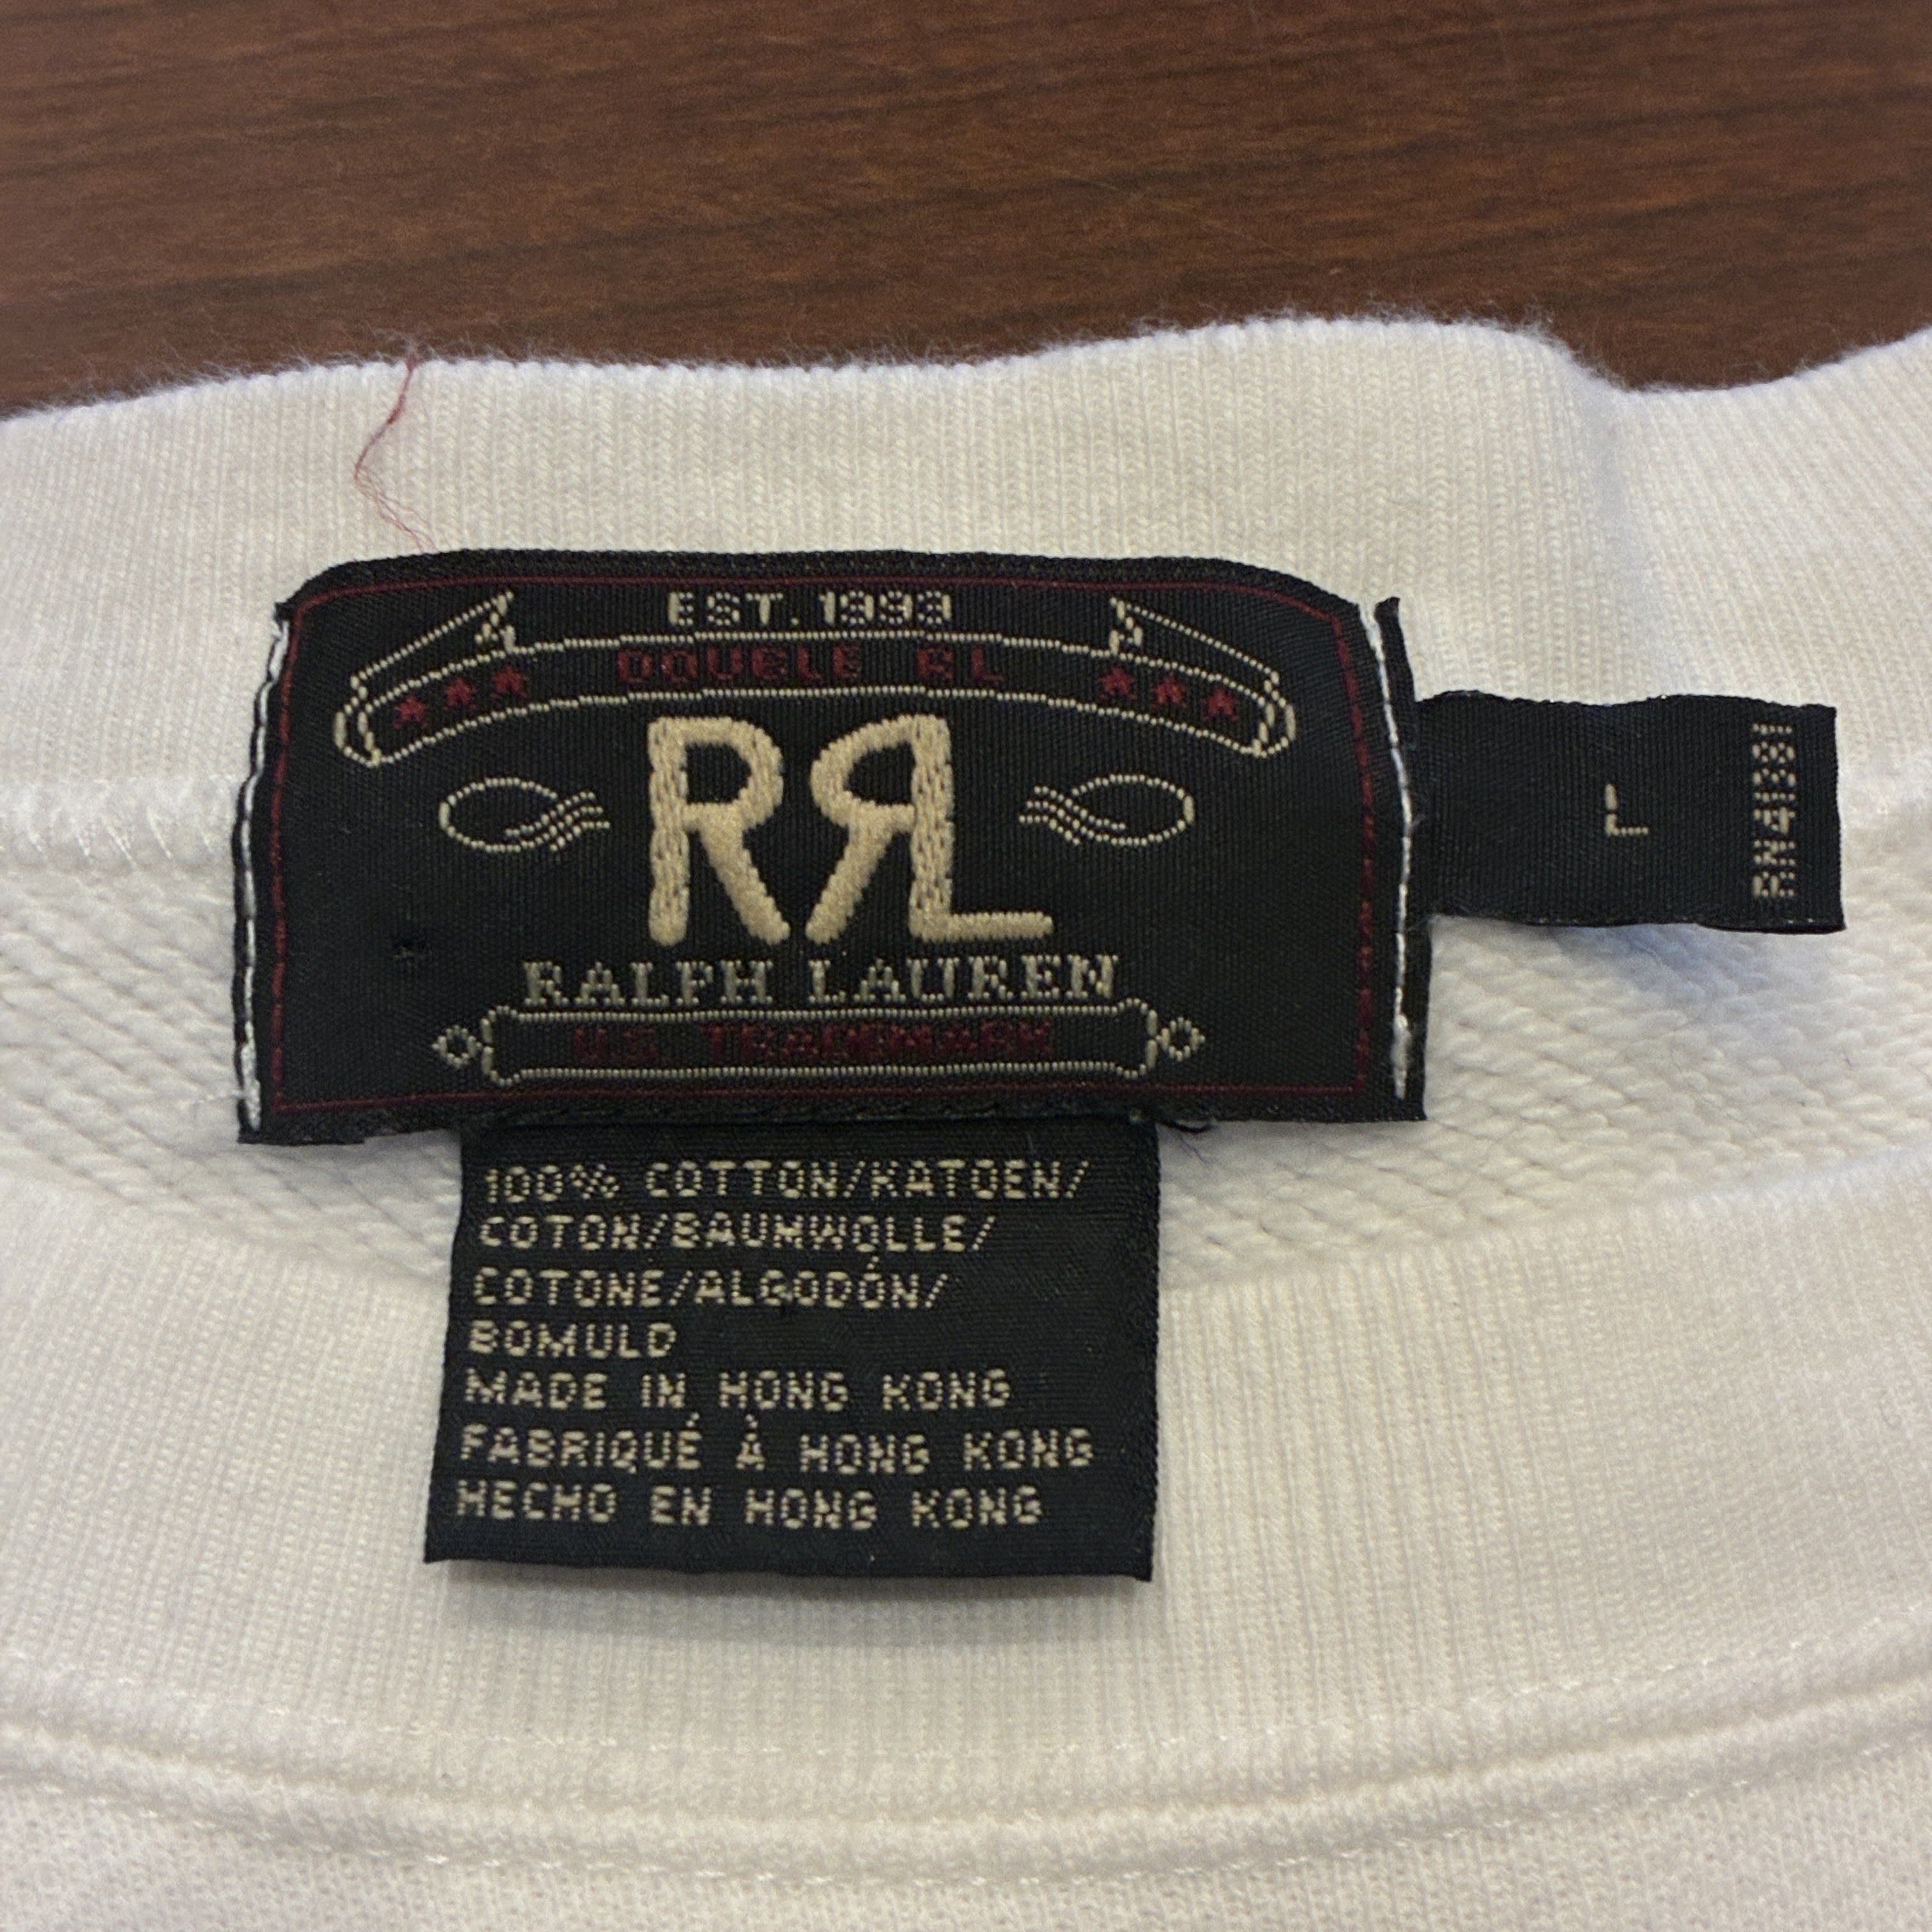 EST. 1993
DOUBLE RL
RRL
RALPH LAUREN
U.S. TRADEMARK
L
RN41381
100% COTTON/KATOEN/
COTON/BAUMWOLLE/
COTONE/ALGODÓN/
BOMULD
MADE IN HONG KONG
FABRIQUÉ À HONG KONG
HECHO EN HONG KONG